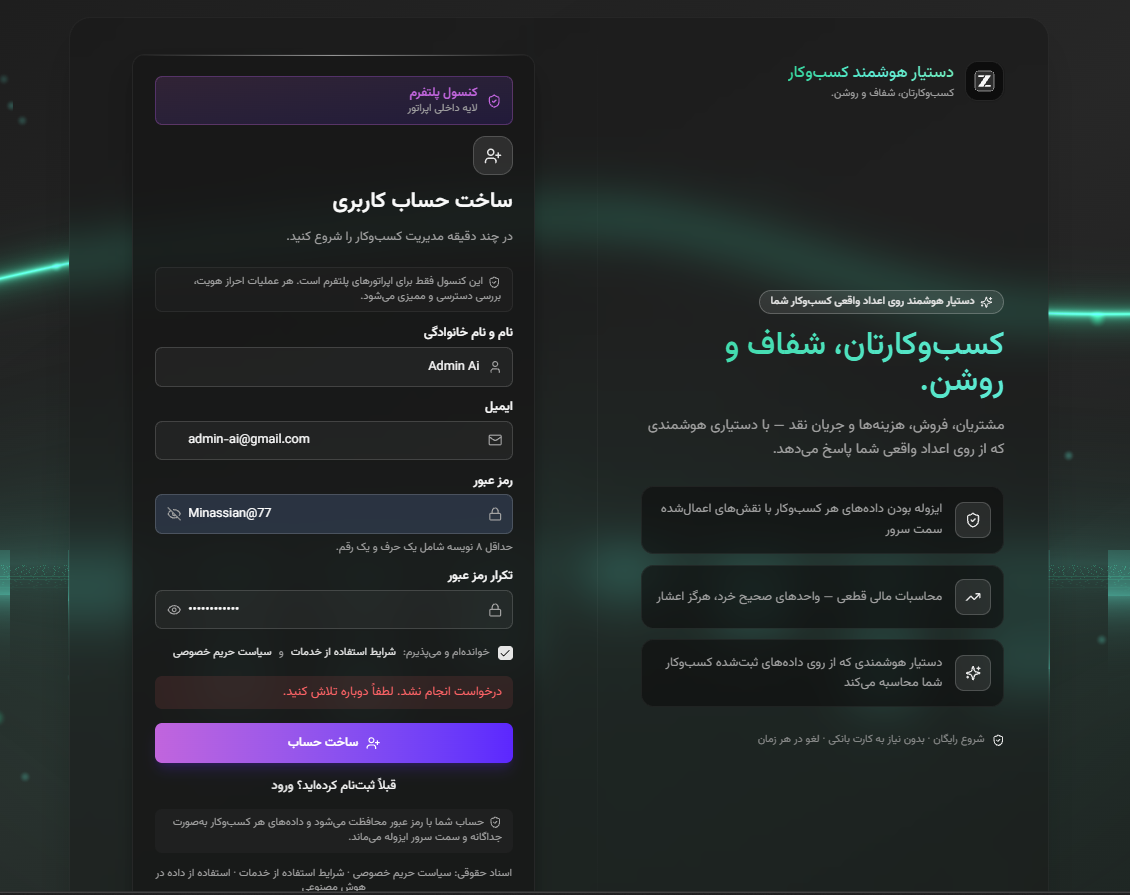 دستیار هوشمند کسب‌وکار
کسب‌وکارتان، شفاف و روشن.
دستیار هوشمند روی اعداد واقعی کسب‌وکار شما
کسب‌وکارتان، شفاف و
روشن.
مشتریان، فروش، هزینه‌ها و جریان نقد — با دستیاری هوشمندی
که از روی اعداد واقعی شما پاسخ می‌دهد.
ایزوله بودن داده‌های هر کسب‌وکار با نقش‌های اعمال‌شده
سمت سرور
محاسبات مالی قطعی — واحدهای صحیح خرد، هرگز اعشار
دستیار هوشمندی که از روی داده‌های ثبت‌شده کسب‌وکار
شما محاسبه می‌کند
شروع رایگان · بدون نیاز به کارت بانکی · لغو در هر زمان
کنسول پلتفرم
لایه داخلی اپراتور
ساخت حساب کاربری
در چند دقیقه مدیریت کسب‌وکار را شروع کنید.
این کنسول فقط برای اپراتورهای پلتفرم است. هر عملیات احراز هویت،
بررسی دسترسی و ممیزی می‌شود.
نام و نام خانوادگی
Admin Ai
ایمیل
admin-ai@gmail.com
رمز عبور
Minassian@77
حداقل ۸ نویسه شامل یک حرف و یک رقم.
تکرار رمز عبور
••••••••••••
خوانده‌ام و می‌پذیرم: شرایط استفاده از خدمات و سیاست حریم خصوصی
درخواست انجام نشد. لطفاً دوباره تلاش کنید.
ساخت حساب
قبلاً ثبت‌نام کرده‌اید؟ ورود
حساب شما با رمز عبور محافظت می‌شود و داده‌های هر کسب‌وکار به‌صورت
جداگانه و سمت سرور ایزوله می‌ماند.
اسناد حقوقی: سیاست حریم خصوصی · شرایط استفاده از خدمات · استفاده از داده در
هوش مصنوعی